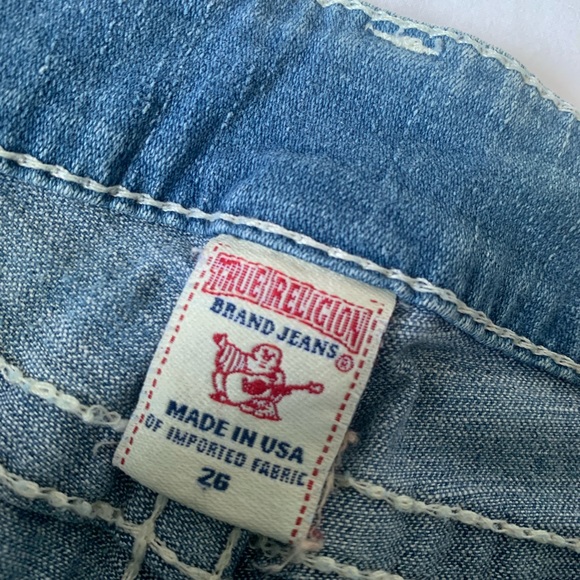 TRUE RELIGION
BRAND JEANS®
MADE IN USA
OF IMPORTED FABRIC
26